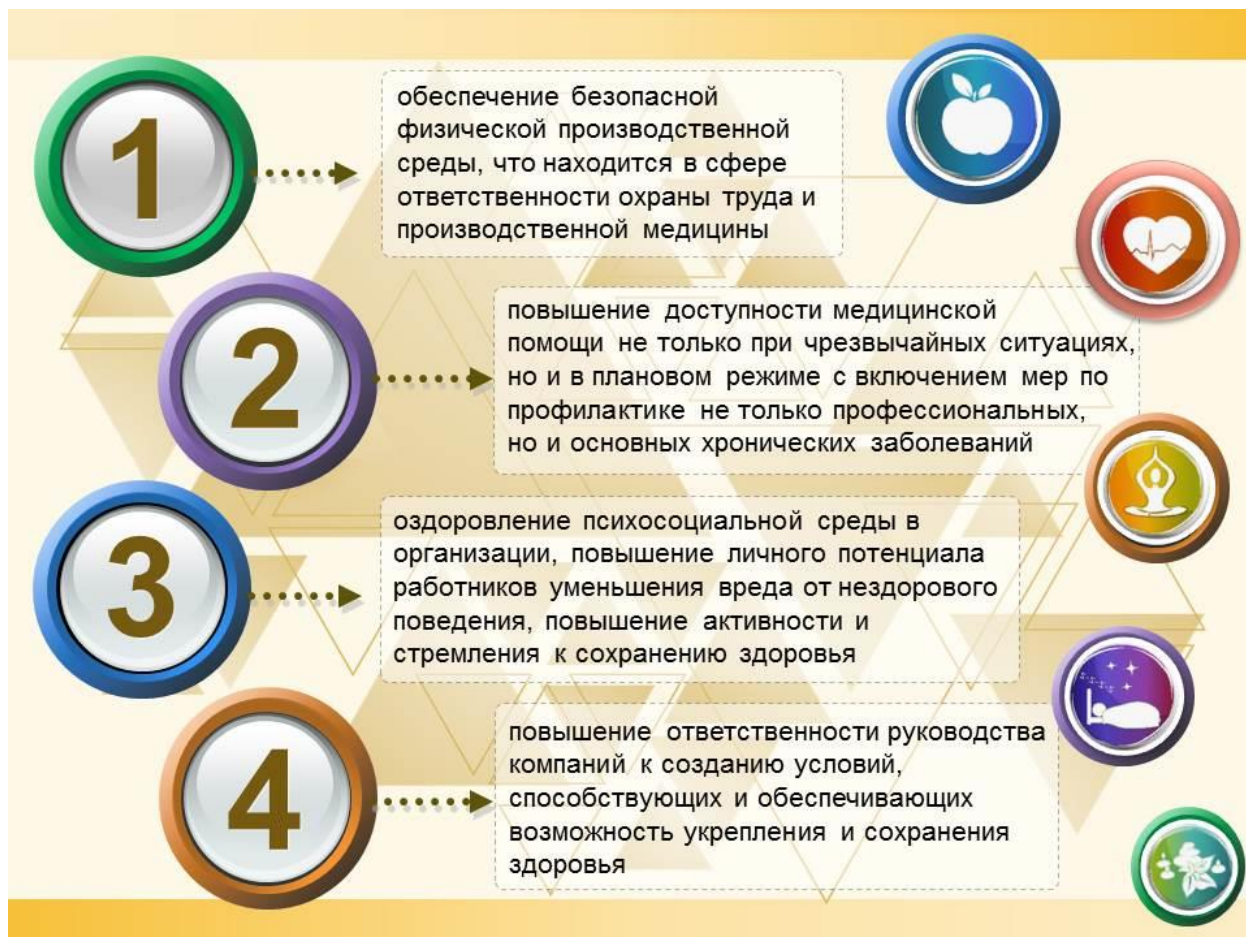 1
обеспечение безопасной
физической производственной
среды, что находится в сфере
ответственности охраны труда и
производственной медицины
2
повышение доступности медицинской
помощи не только при чрезвычайных ситуациях,
но и в плановом режиме с включением мер по
профилактике не только профессиональных,
но и основных хронических заболеваний
3
оздоровление психосоциальной среды в
организации, повышение личного потенциала
работников уменьшения вреда от нездорового
поведения, повышение активности и
стремления к сохранению здоровья
4
повышение ответственности руководства
компаний к созданию условий,
способствующих и обеспечивающих
возможность укрепления и сохранения
здоровья